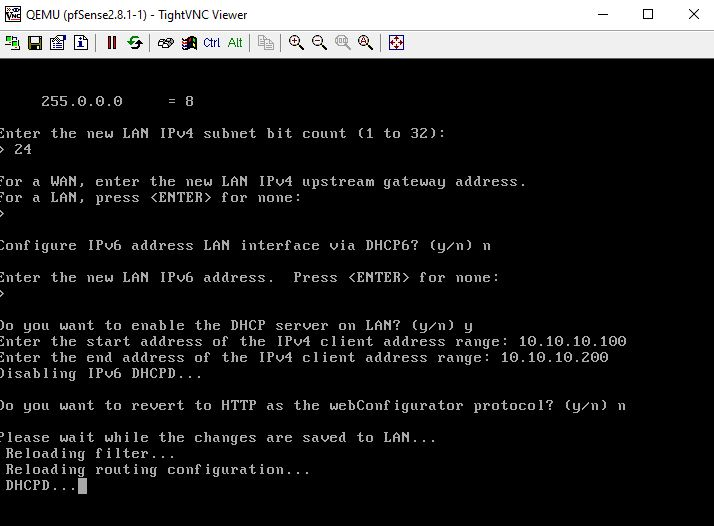 QEMU (pfSense2.8.1-1) - TightVNC Viewer
Ctrl Alt
255.0.0.0 = 8
Enter the new LAN IPv4 subnet bit count (1 to 32):
> 24
For a WAN, enter the new LAN IPv4 upstream gateway address.
For a LAN, press <ENTER> for none:
>
Configure IPv6 address LAN interface via DHCP6? (y/n) n
Enter the new LAN IPv6 address.  Press <ENTER> for none:
>
Do you want to enable the DHCP server on LAN? (y/n) y
Enter the start address of the IPv4 client address range: 10.10.10.100
Enter the end address of the IPv4 client address range: 10.10.10.200
Disabling IPv6 DHCPD...
Do you want to revert to HTTP as the webConfigurator protocol? (y/n) n
Please wait while the changes are saved to LAN...
Reloading filter...
Reloading routing configuration...
DHCPD...